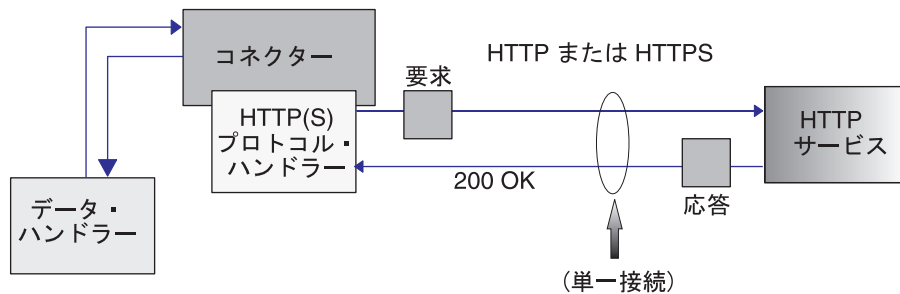 コネクター
HTTP または HTTPS
要求
HTTP(S)
プロトコル・
ハンドラー
HTTP
サービス
200 OK
データ・
ハンドラー
応答
(単一接続)